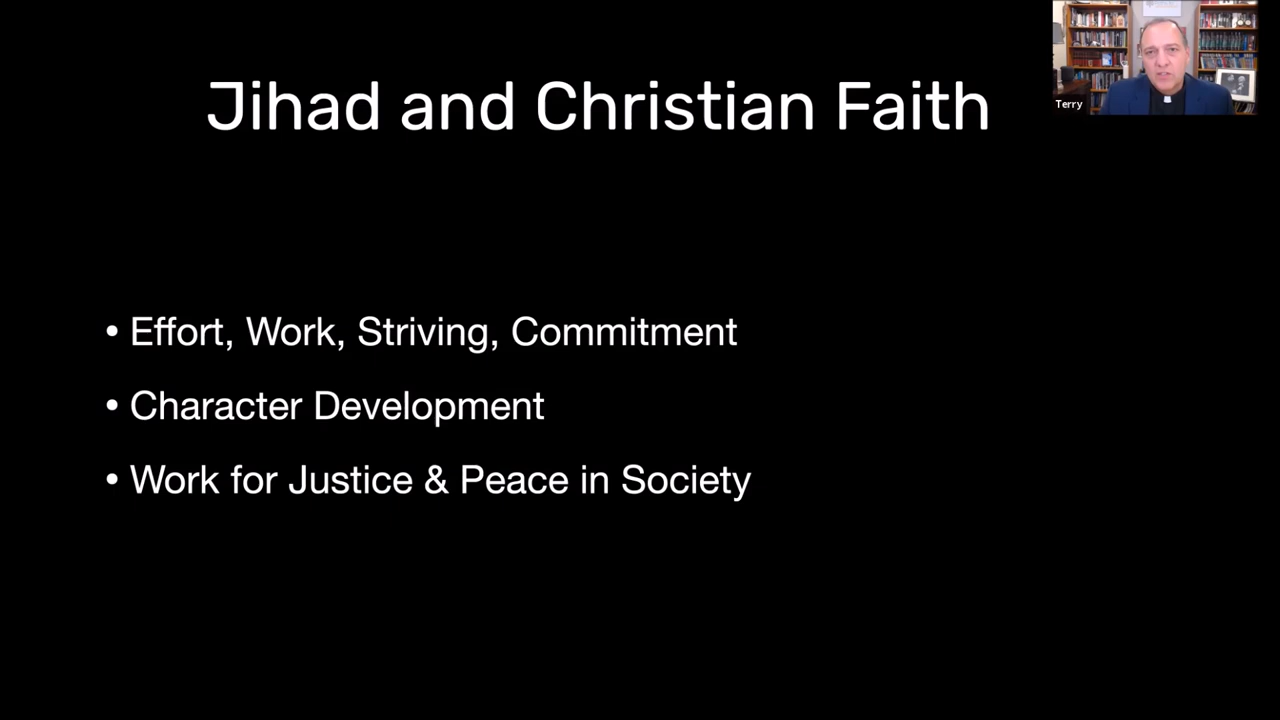 Jihad and Christian Faith
Terry
• Effort, Work, Striving, Commitment
• Character Development
• Work for Justice & Peace in Society